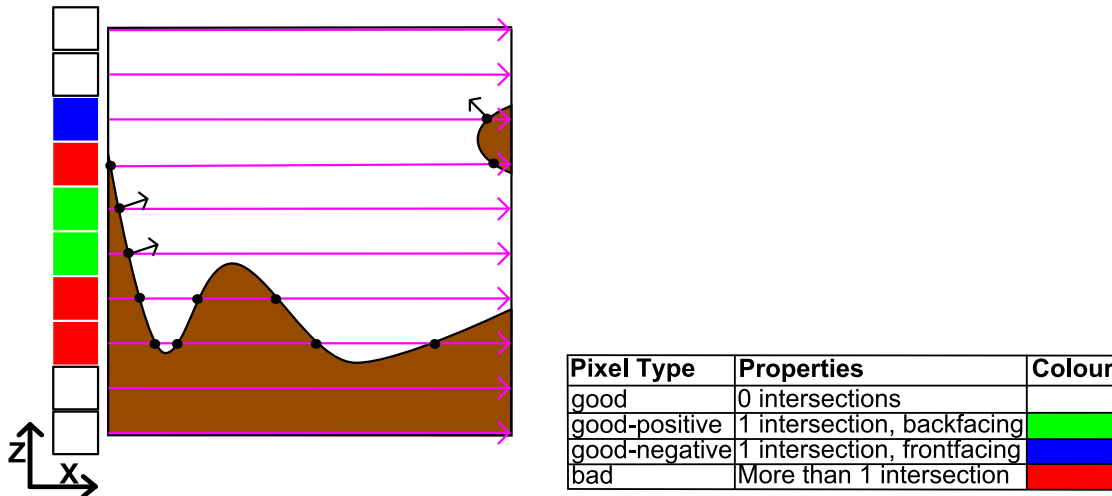 Z
X
Pixel Type Properties Colour
good 0 intersections
good-positive 1 intersection, backfacing
good-negative 1 intersection, frontfacing
bad More than 1 intersection